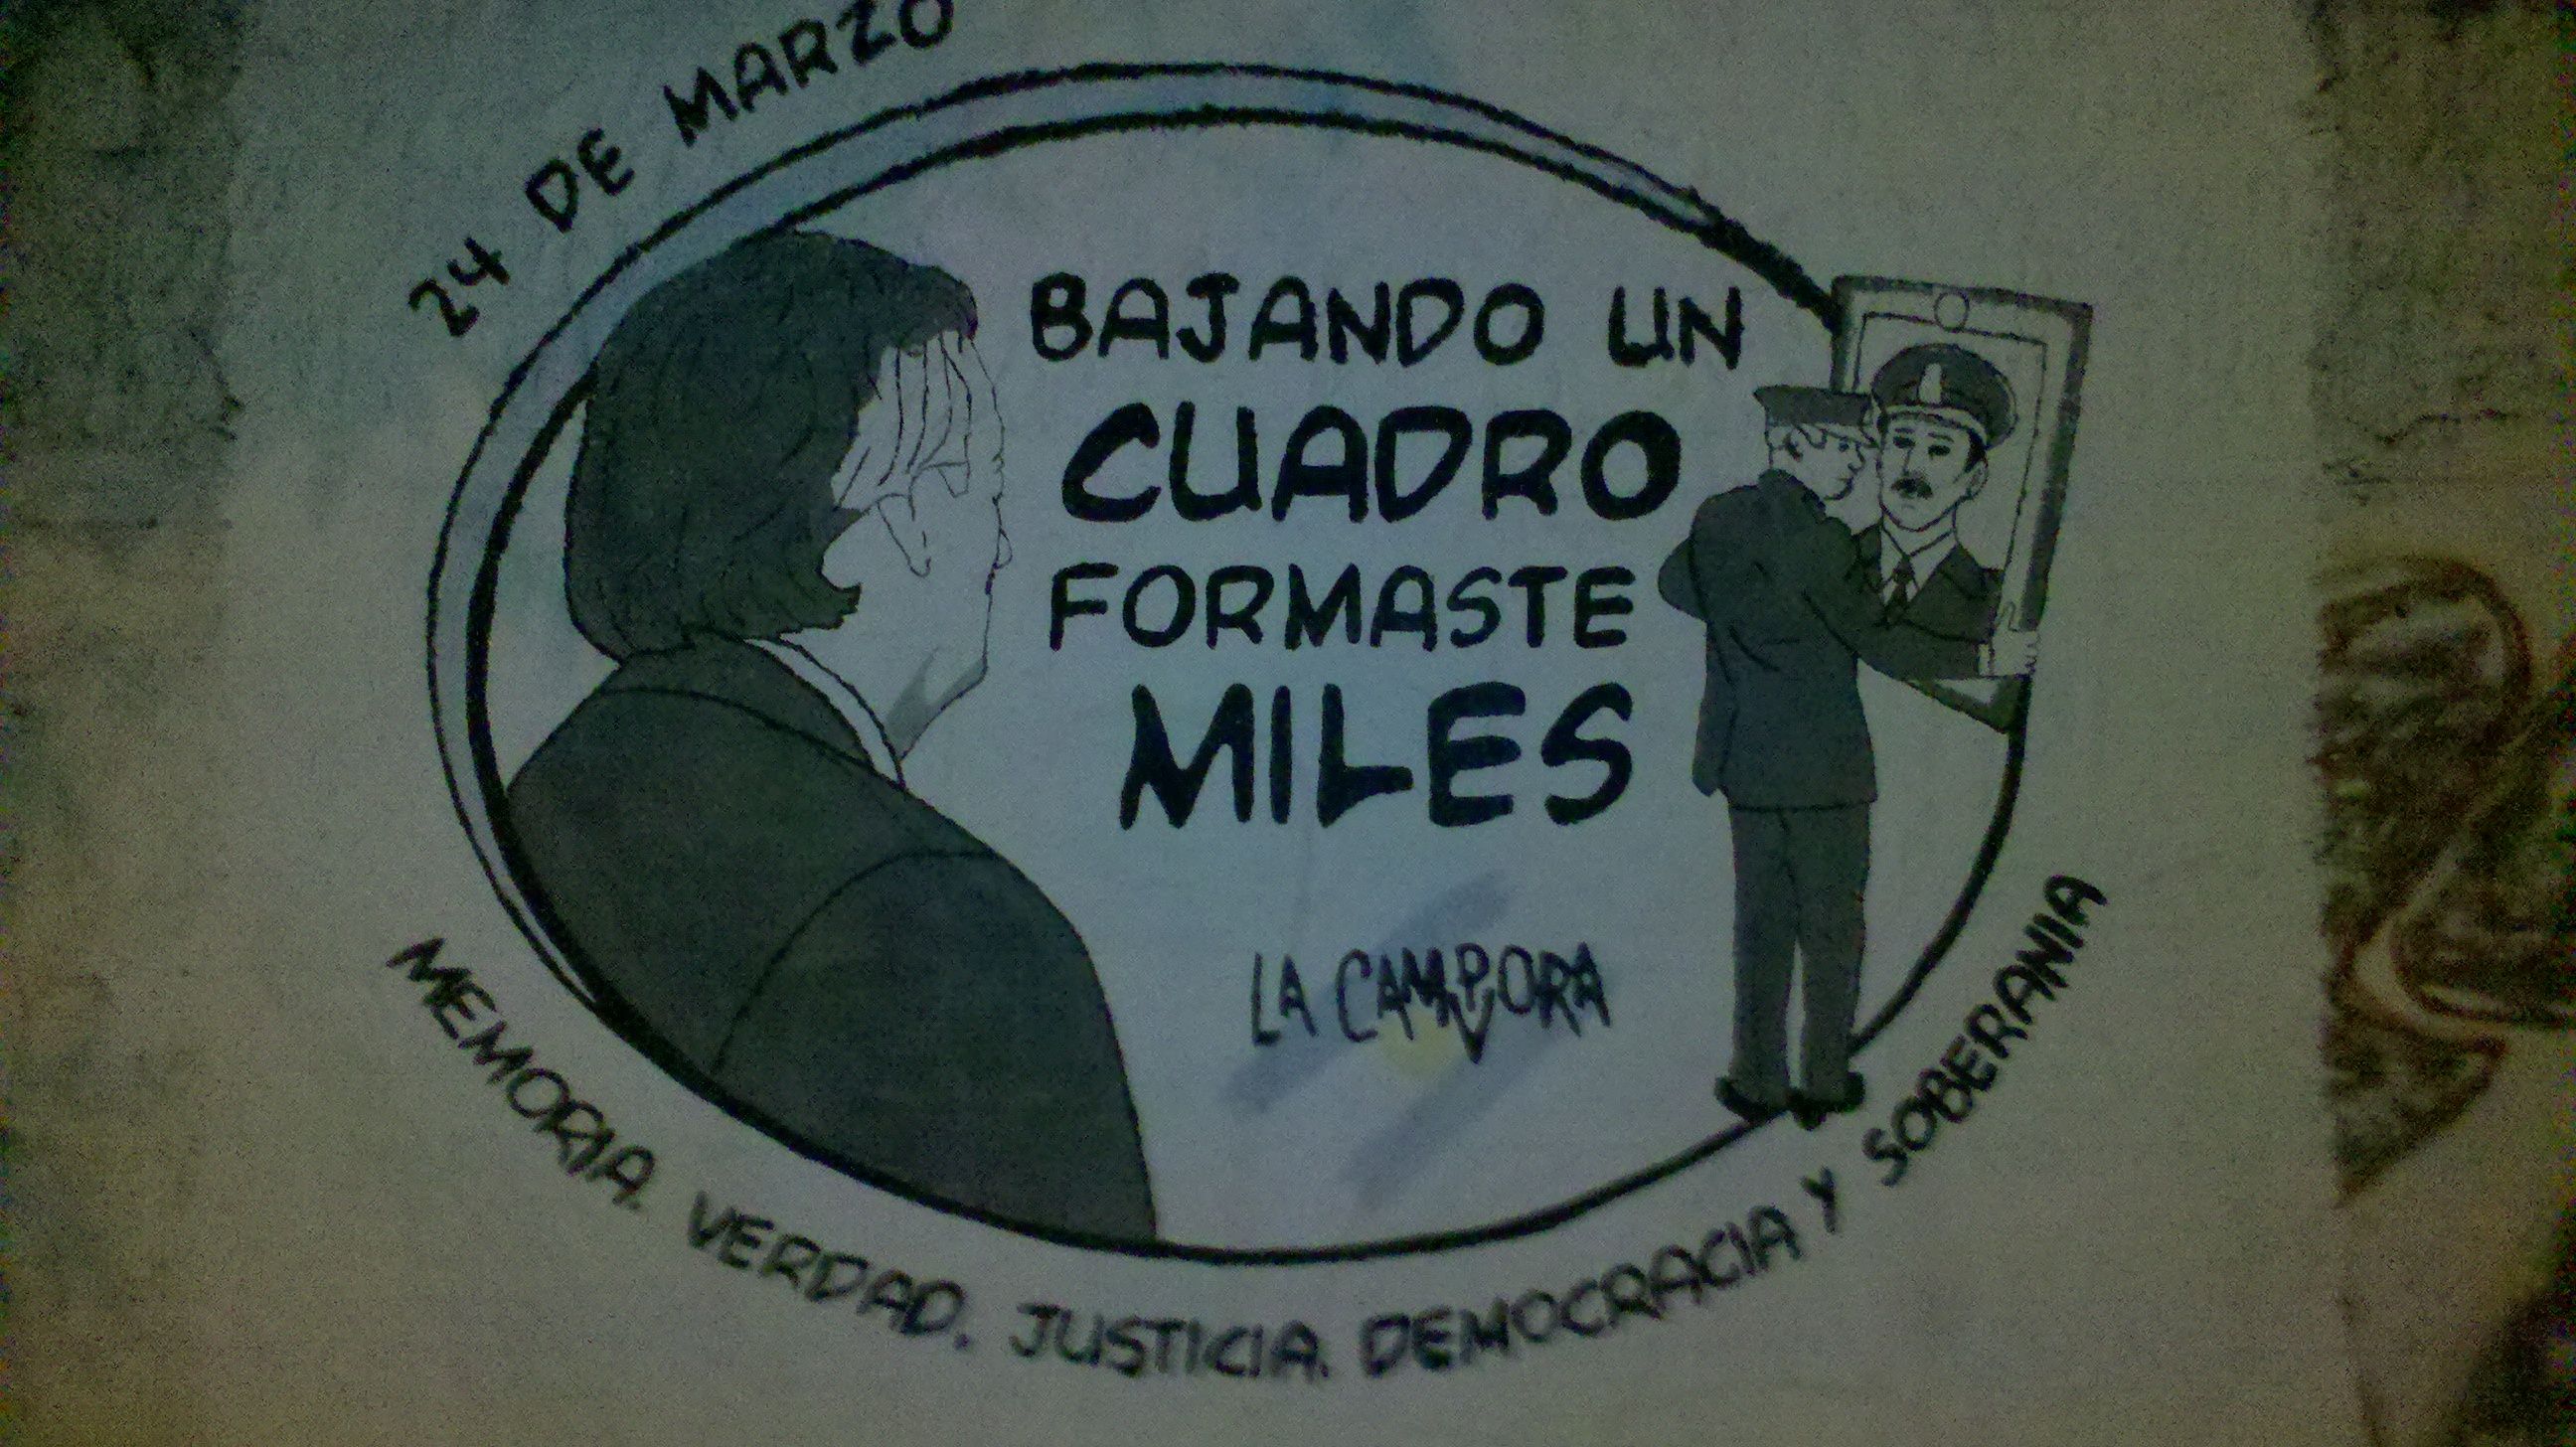 24 DE MARZO
BAJANDO UN
CUADRO
FORMASTE
MILES
LA CAMPORA
MEMORIA. VERDAD. JUSTICIA. DEMOCRACIA Y SOBERANIA